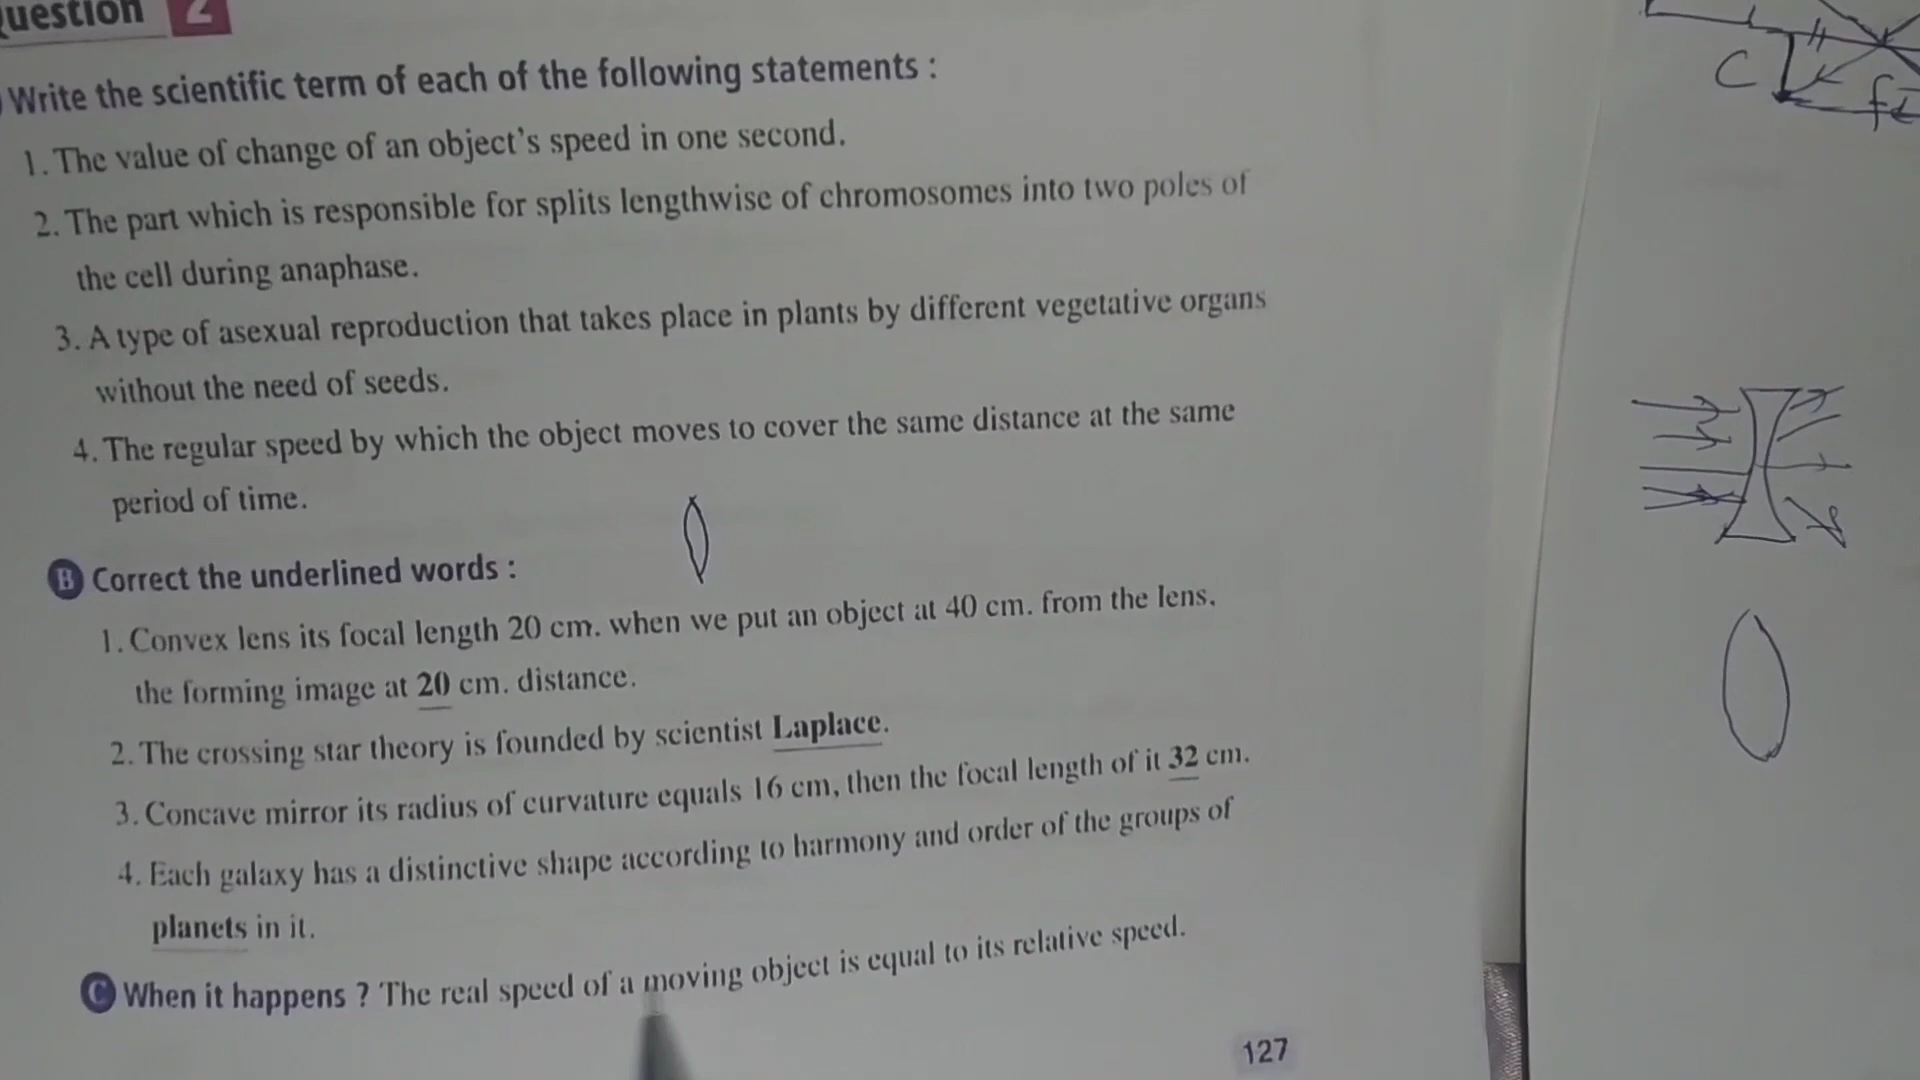 2
Write the scientific term of each of the following statements :
1. The value of change of an object's speed in one second.
2. The part which is responsible for splits lengthwise of chromosomes into two poles of
the cell during anaphase.
3. A type of asexual reproduction that takes place in plants by different vegetative organs
without the need of seeds.
4. The regular speed by which the object moves to cover the same distance at the same
period of time.
B Correct the underlined words :
1. Convex lens its focal length 20 cm. when we put an object at 40 cm. from the lens,
the forming image at 20 cm. distance.
2. The crossing star theory is founded by scientist Laplace.
3. Concave mirror its radius of curvature equals 16 cm, then the focal length of it 32 cm.
4. Each galaxy has a distinctive shape according to harmony and order of the groups of
planets in it.
C When it happens ? The real speed of a moving object is equal to its relative speed.
127
C